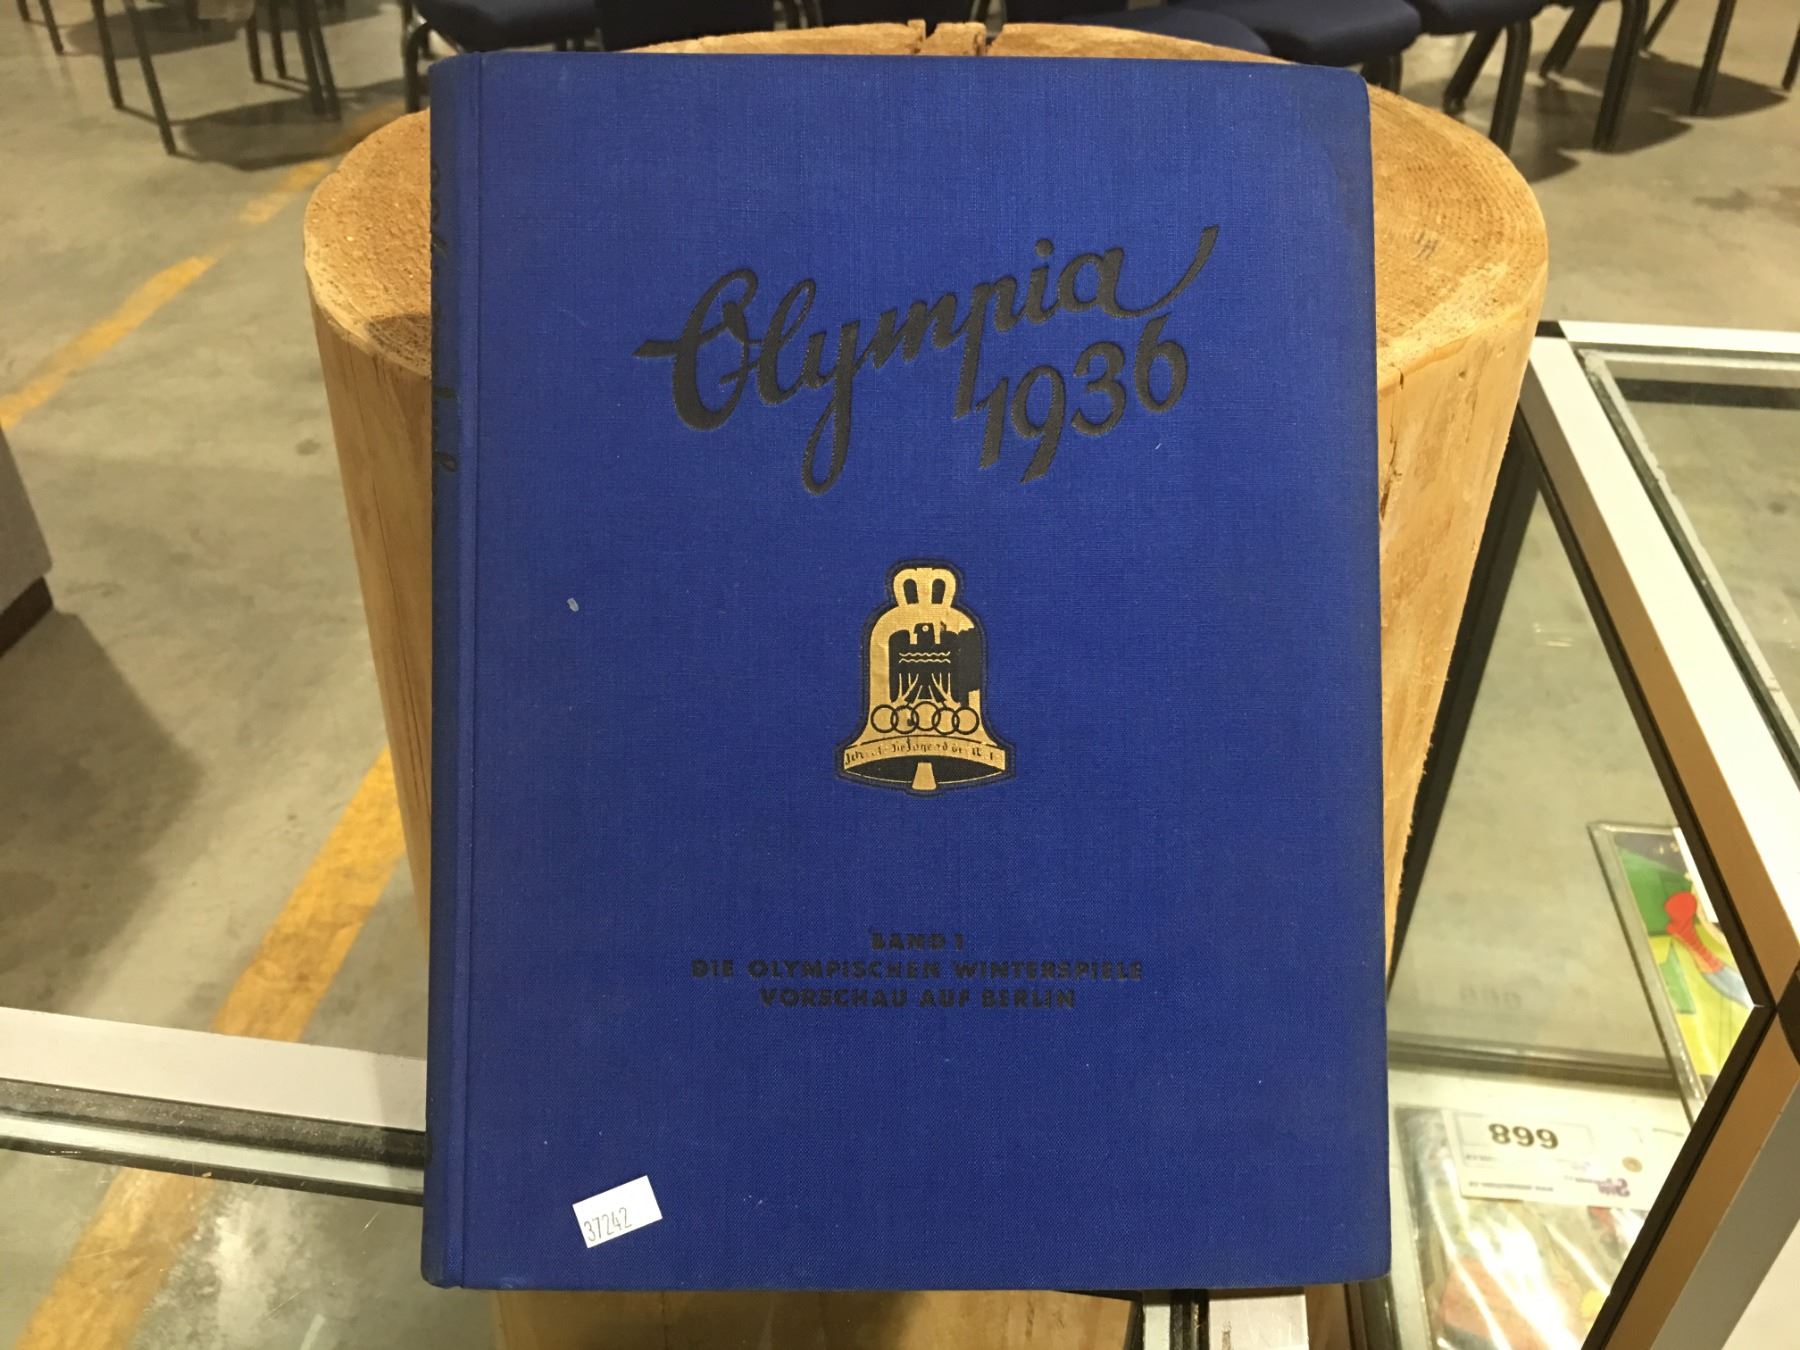 Olympia
1936
BAND 1
DIE OLYMPISCHEN WINTERSPIELE
VORSCHAU AUF BERLIN
37242
899